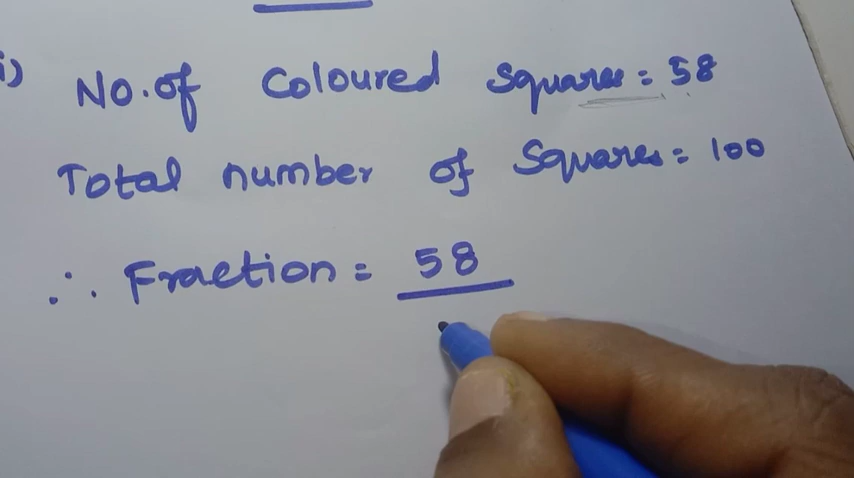 i) No. of Coloured Squares = 58
Total number of Squares = 100
∴ Fraction = 58